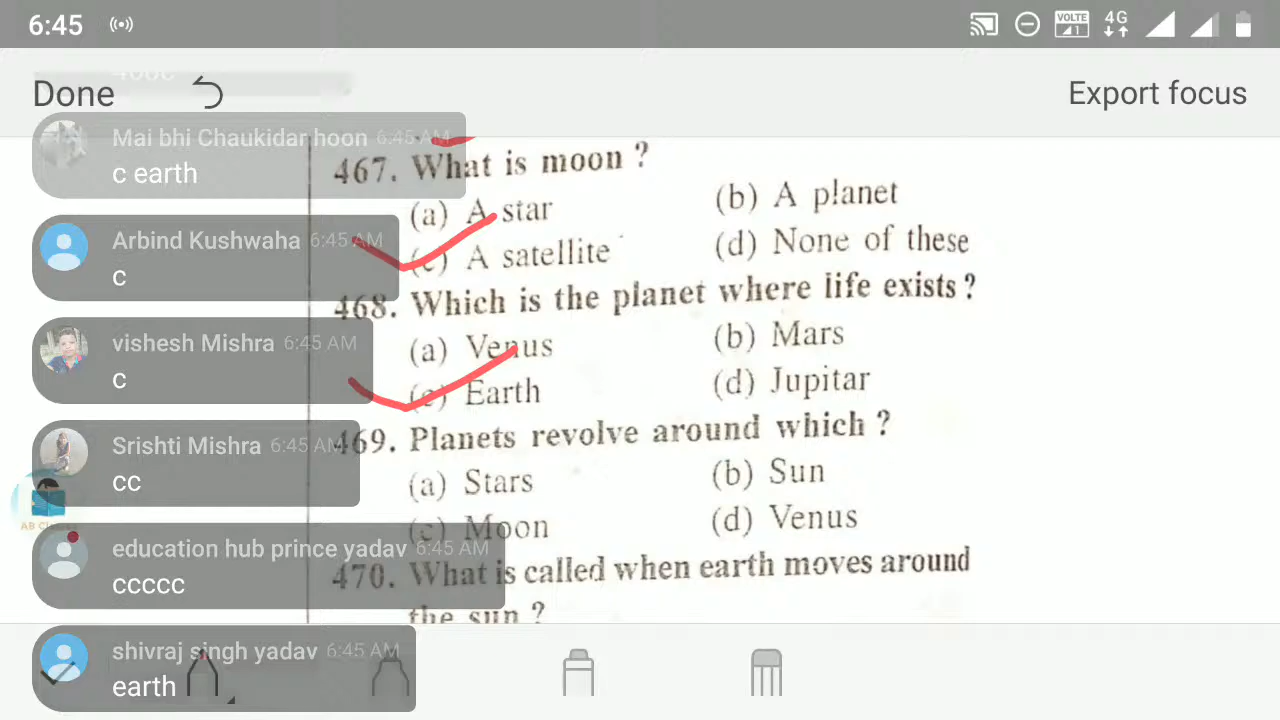 6:45
VOLTE
1
4G
Done
Export focus
Mai bhi Chaukidar hoon 6:45 AM
c earth
Arbind Kushwaha 6:45 AM
c
vishesh Mishra 6:45 AM
c
Srishti Mishra 6:45 AM
cc
education hub prince yadav 6:45 AM
ccccc
shivraj singh yadav 6:45 AM
earth
467. What is moon ?
(a) A star
(b) A planet
(c) A satellite
(d) None of these
468. Which is the planet where life exists ?
(a) Venus
(b) Mars
(c) Earth
(d) Jupitar
469. Planets revolve around which ?
(a) Stars
(b) Sun
(c) Moon
(d) Venus
470. What is called when earth moves around
the sun ?